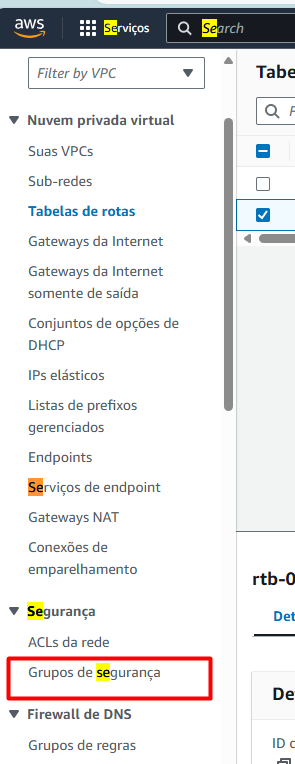 aws
Serviços
Search
Filter by VPC
Tabe
Nuvem privada virtual
Suas VPCs
Sub-redes
Tabelas de rotas
Gateways da Internet
Gateways da Internet
somente de saída
Conjuntos de opções de
DHCP
IPs elásticos
Listas de prefixos
gerenciados
Endpoints
Serviços de endpoint
Gateways NAT
Conexões de
emparelhamento
rtb-0
Det
Segurança
ACLs da rede
Grupos de segurança
De
Firewall de DNS
Grupos de regras
ID d